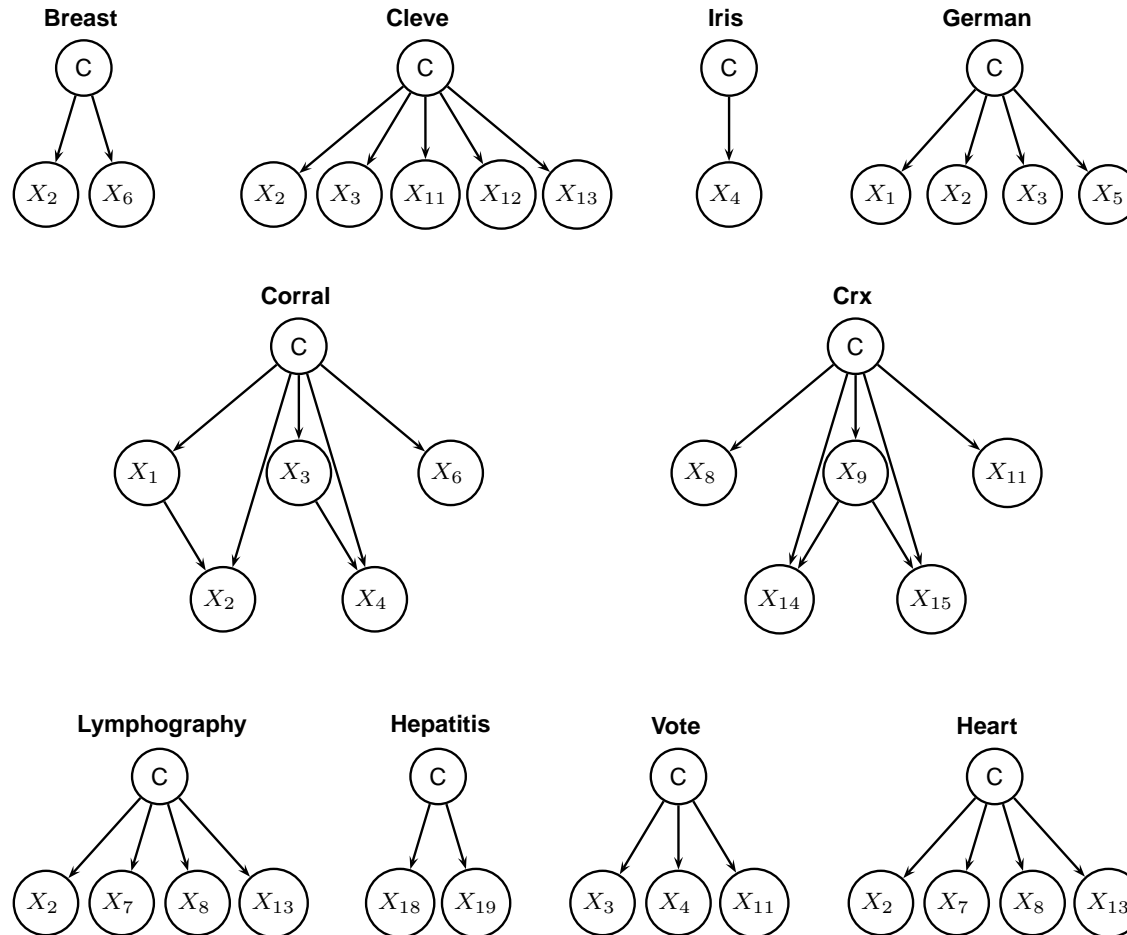 Breast Cleve Iris German
C C C C
X2 X6 X2 X3 X11 X12 X13 X4 X1 X2 X3 X5
Corral Crx
C C
X1 X3 X6 X8 X9 X11
X2 X4 X14 X15
Lymphography Hepatitis Vote Heart
C C C C
X2 X7 X8 X13 X18 X19 X3 X4 X11 X2 X7 X8 X13